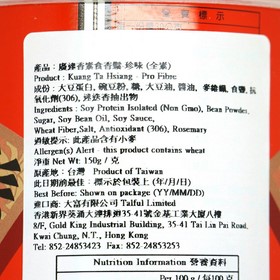 營養標示
產品：廣達香素食香鬆-珍味 (全素)
Product : Kuang Ta Hsiang - Pro Fibre
成份：大豆蛋白, 碗豆粉, 糖, 大豆油, 醬油, 麥纖維, 食鹽, 抗
氧化劑(306), 迷迭香抽出物
Ingredients : Soy Protein Isolated (Non GMO), Bean Powder,
Sugar, Soy Bean Oil, Soy Sauce,
Wheat Fiber, Salt, Antioxidant (306), Rosemary
過敏提示：此產品含有小麥
Allergen(s) Alert : this product contains wheat
淨重 Net Wt: 150g / 克
原產地：台灣 Product of Taiwan
此日期前最佳：標示於包裝上 (年/月/日)
Best Before: Shown on package (YY/MM/DD)
進口商：大富有限公司 Talful Limited
香港新界葵涌大連排道35-41號金基工業大廈八樓
8/F, Gold King Industrial Building, 35-41 Tai Lin Pai Road,
Kwai Chung, N.T., Hong Kong
Tel: 852-24853423 Fax: 852-24853253
Nutrition Information 營養資料
Per 100 g / 每100克